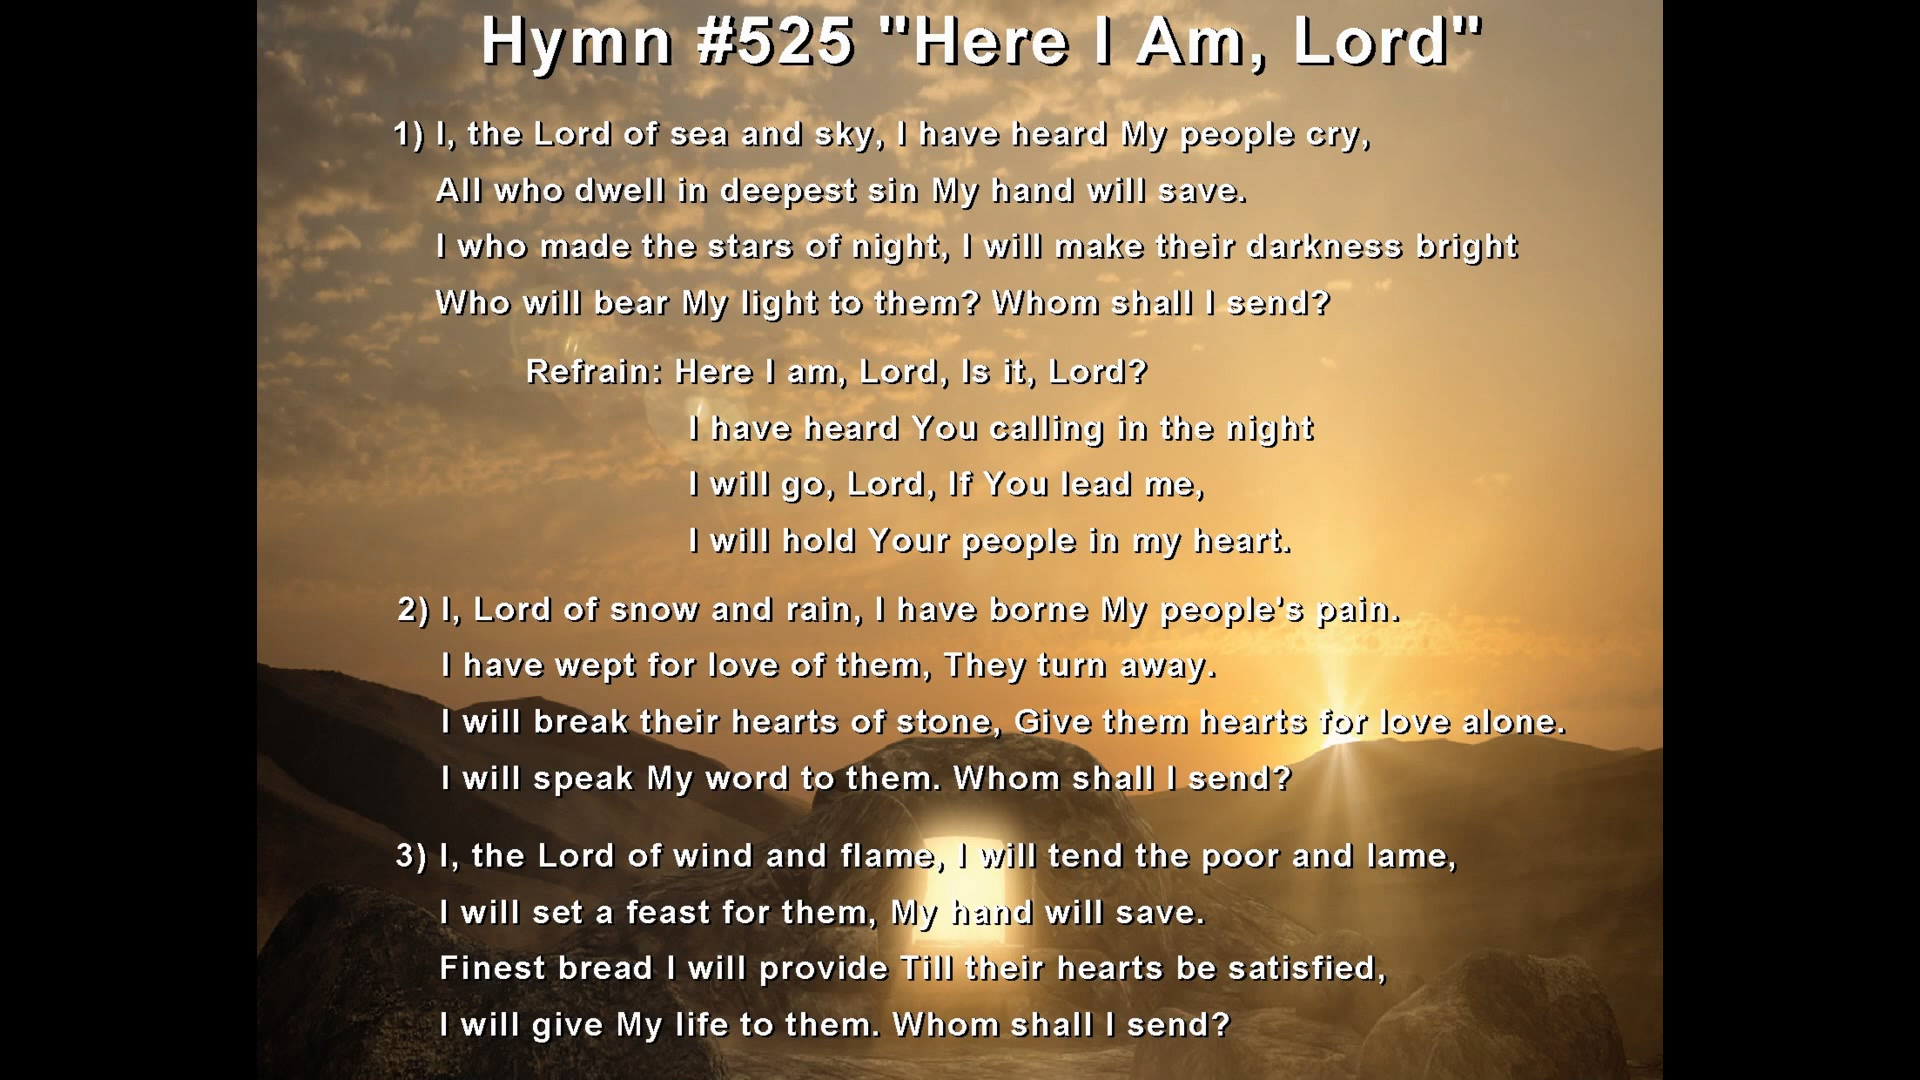 Hymn #525 "Here I Am, Lord"
1) I, the Lord of sea and sky, I have heard My people cry,
All who dwell in deepest sin My hand will save.
I who made the stars of night, I will make their darkness bright
Who will bear My light to them? Whom shall I send?
Refrain: Here I am, Lord, Is it, Lord?
I have heard You calling in the night
I will go, Lord, If You lead me,
I will hold Your people in my heart.
2) I, Lord of snow and rain, I have borne My people's pain.
I have wept for love of them, They turn away.
I will break their hearts of stone, Give them hearts for love alone.
I will speak My word to them. Whom shall I send?
3) I, the Lord of wind and flame, I will tend the poor and lame,
I will set a feast for them, My hand will save.
Finest bread I will provide Till their hearts be satisfied,
I will give My life to them. Whom shall I send?